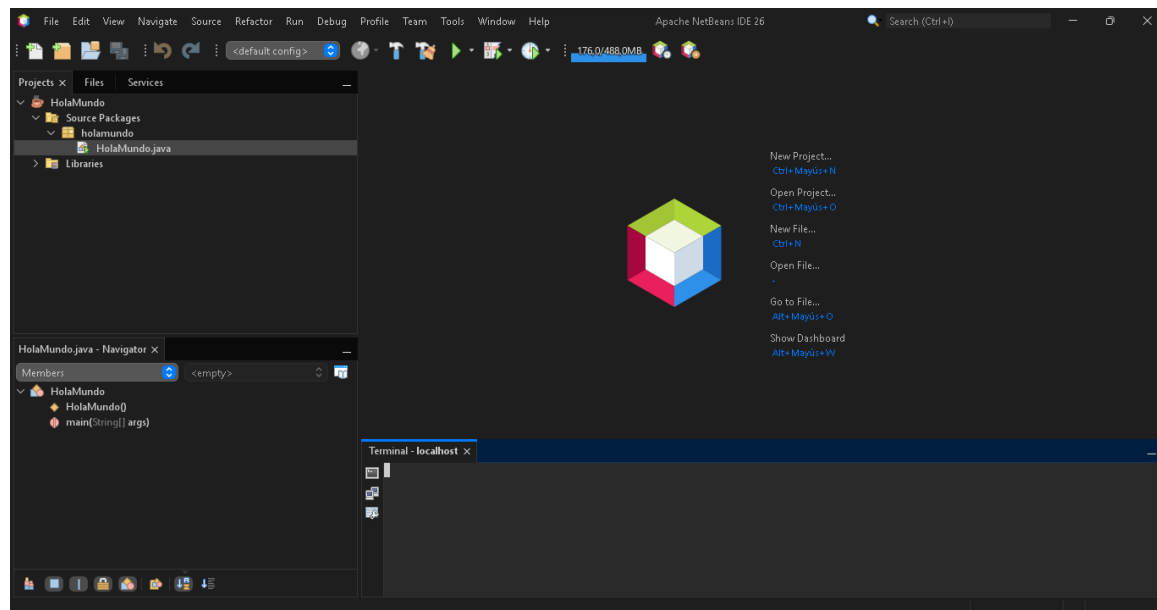 File Edit View Navigate Source Refactor Run Debug Profile Team Tools Window Help Apache NetBeans IDE 26 Search (Ctrl+I)
<default config> 176,0/488,0MB
Projects Files Services
HolaMundo
Source Packages
holamundo
HolaMundo.java
Libraries
New Project...
Ctrl+Mayús+N
Open Project...
Ctrl+Mayús+O
New File...
Ctrl+N
Open File...
-
Go to File...
Alt+Mayús+O
Show Dashboard
Alt+Mayús+W
HolaMundo.java - Navigator
Members <empty>
HolaMundo
HolaMundo()
main(String[] args)
Terminal - localhost